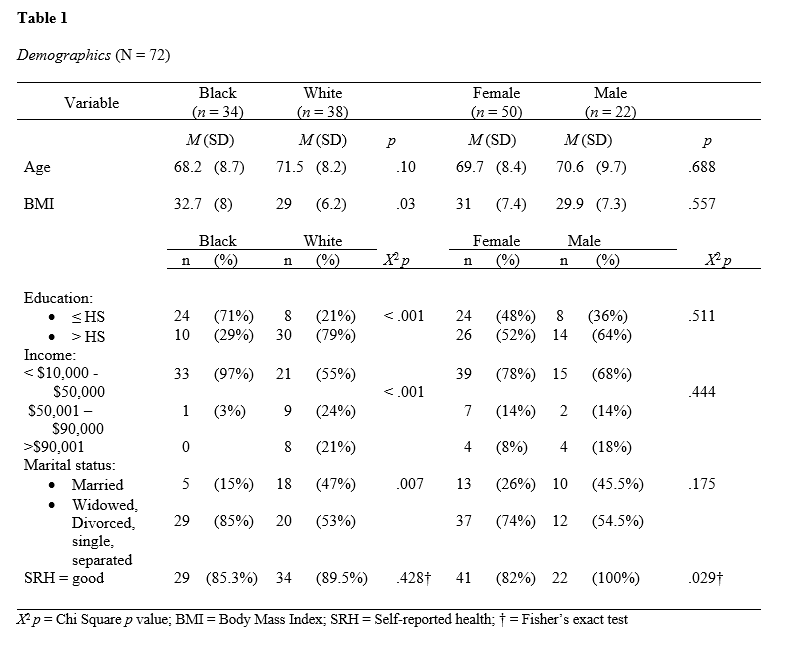 Table 1
Demographics (N = 72)
Variable Black White Female Male
(n = 34) (n = 38) (n = 50) (n = 22)
M (SD) M (SD) p M (SD) M (SD) p
Age 68.2 (8.7) 71.5 (8.2) .10 69.7 (8.4) 70.6 (9.7) .688
BMI 32.7 (8) 29 (6.2) .03 31 (7.4) 29.9 (7.3) .557
Black White Female Male
n (%) n (%) X² p n (%) n (%) X² p
Education:
• ≤ HS 24 (71%) 8 (21%) < .001 24 (48%) 8 (36%) .511
• > HS 10 (29%) 30 (79%) 26 (52%) 14 (64%)
Income:
< $10,000 - 33 (97%) 21 (55%) 39 (78%) 15 (68%)
$50,000 < .001 .444
$50,001 – 1 (3%) 9 (24%) 7 (14%) 2 (14%)
$90,000
>$90,001 0 8 (21%) 4 (8%) 4 (18%)
Marital status:
• Married 5 (15%) 18 (47%) .007 13 (26%) 10 (45.5%) .175
• Widowed,
Divorced, 29 (85%) 20 (53%) 37 (74%) 12 (54.5%)
single,
separated
SRH = good 29 (85.3%) 34 (89.5%) .428† 41 (82%) 22 (100%) .029†
X² p = Chi Square p value; BMI = Body Mass Index; SRH = Self-reported health; † = Fisher's exact test